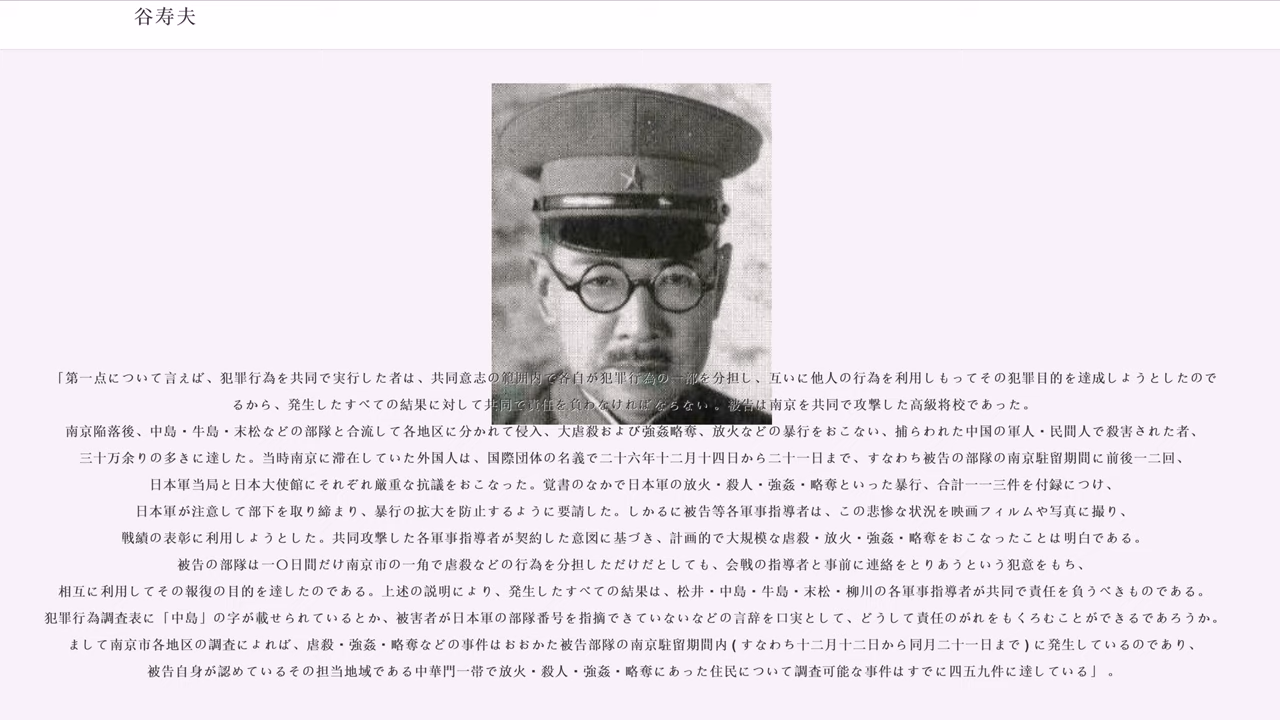 谷寿夫
「第一点について言えば、犯罪行為を共同で実行した者は、共同意志の範囲内で各自が犯罪行為の一部を分担し、互いに他人の行為を利用しもってその犯罪目的を達成しようとしたので
るから、発生したすべての結果に対して共同で責任を負わなければならない 。被告は南京を共同で攻撃した高級将校であった。
南京陥落後、中島・牛島・末松などの部隊と合流して各地区に分かれて侵入、大虐殺および強姦略奪、放火などの暴行をおこない、捕らわれた中国の軍人・民間人で殺害された者、
三十万余りの多きに達した。当時南京に滞在していた外国人は、国際団体の名義で二十六年十二月十四日から二十一日まで、すなわち被告の部隊の南京駐留期間に前後一二回、
日本軍当局と日本大使館にそれぞれ厳重な抗議をおこなった。覚書のなかで日本軍の放火・殺人・強姦・略奪といった暴行、合計一一三件を付録につけ、
日本軍が注意して部下を取り締まり、暴行の拡大を防止するように要請した。しかるに被告等各軍事指導者は、この悲惨な状況を映画フィルムや写真に撮り、
戦績の表彰に利用しようとした。共同攻撃した各軍事指導者が契約した意図に基づき、計画的で大規模な虐殺・放火・強姦・略奪をおこなったことは明白である。
被告の部隊は一〇日間だけ南京市の一角で虐殺などの行為を分担しただけだとしても、会戦の指導者と事前に連絡をとりあうという犯意をもち、
相互に利用してその報復の目的を達したのである。上述の説明により、発生したすべての結果は、松井・中島・牛島・末松・柳川の各軍事指導者が共同で責任を負うべきものである。
犯罪行為調査表に「中島」の字が載せられているとか、被害者が日本軍の部隊番号を指摘できていないなどの言辞を口実として、どうして責任のがれをもくろむことができるであろうか。
まして南京市各地区の調査によれば、虐殺・強姦・略奪などの事件はおおかた被告部隊の南京駐留期間内 ( すなわち十二月十二日から同月二十一日まで ) に発生しているのであり、
被告自身が認めているその担当地域である中華門一帯で放火・殺人・強姦・略奪にあった住民について調査可能な事件はすでに四五九件に達している」 。